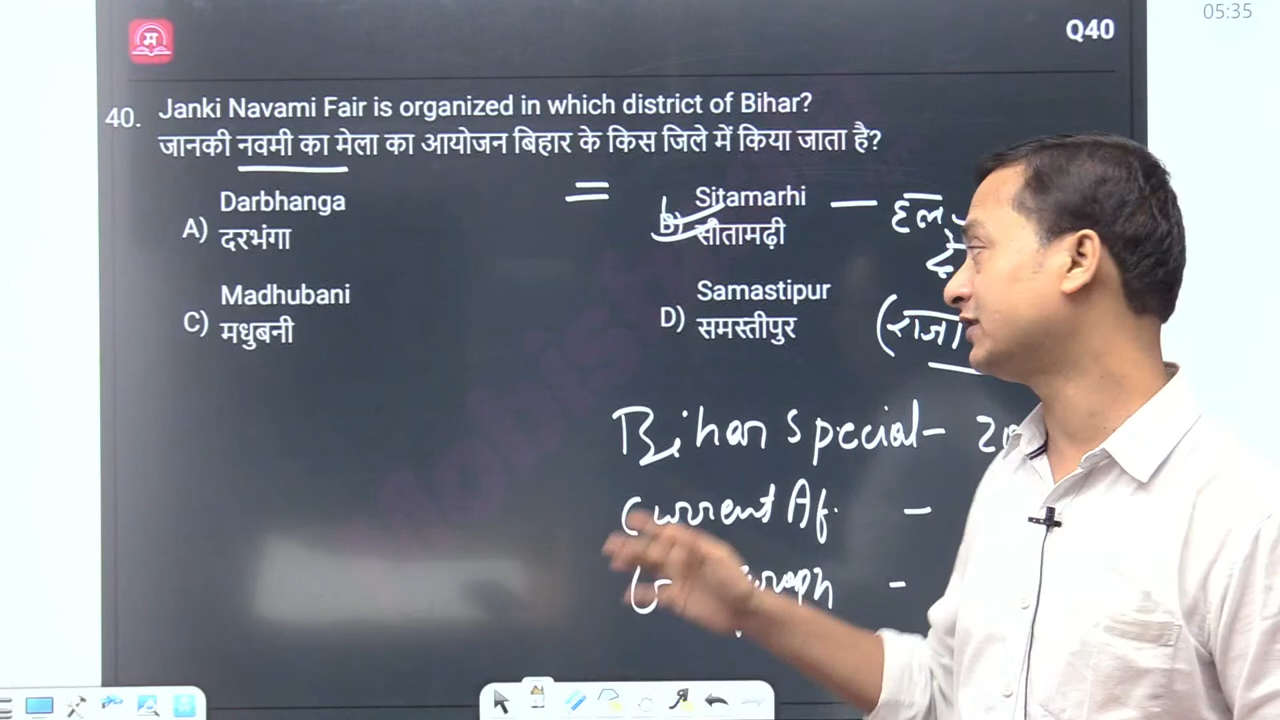 05:35
म
Q40
40. Janki Navami Fair is organized in which district of Bihar?
जानकी नवमी का मेला का आयोजन बिहार के किस जिले में किया जाता है?
A) Darbhanga
दरभंगा
= B) Sitamarhi — हल
सीतामढ़ी
C) Madhubani
मधुबनी
D) Samastipur (राजा
समस्तीपुर
Bihar Special -
Current Af. -
-